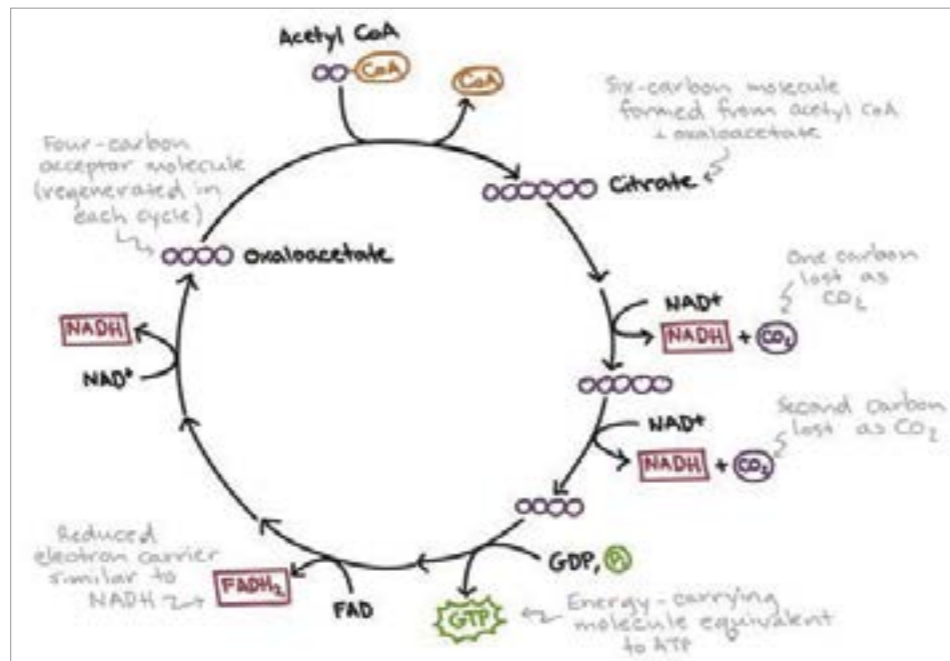 Acetyl CoA
CoA
CoA
Six-carbon molecule
formed from acetyl CoA
+ oxaloacetate
Four-carbon
acceptor molecule
(regenerated in
each cycle)
Citrate
Oxaloacetate
One carbon
lost as
CO₂
NAD+
NADH + CO₂
NADH
NAD+
Second carbon
lost as CO₂
NAD+
NADH + CO₂
Reduced
electron carrier
similar to
NADH
FADH₂
FAD
GDP, Pi
GTP
Energy-carrying
molecule equivalent
to ATP